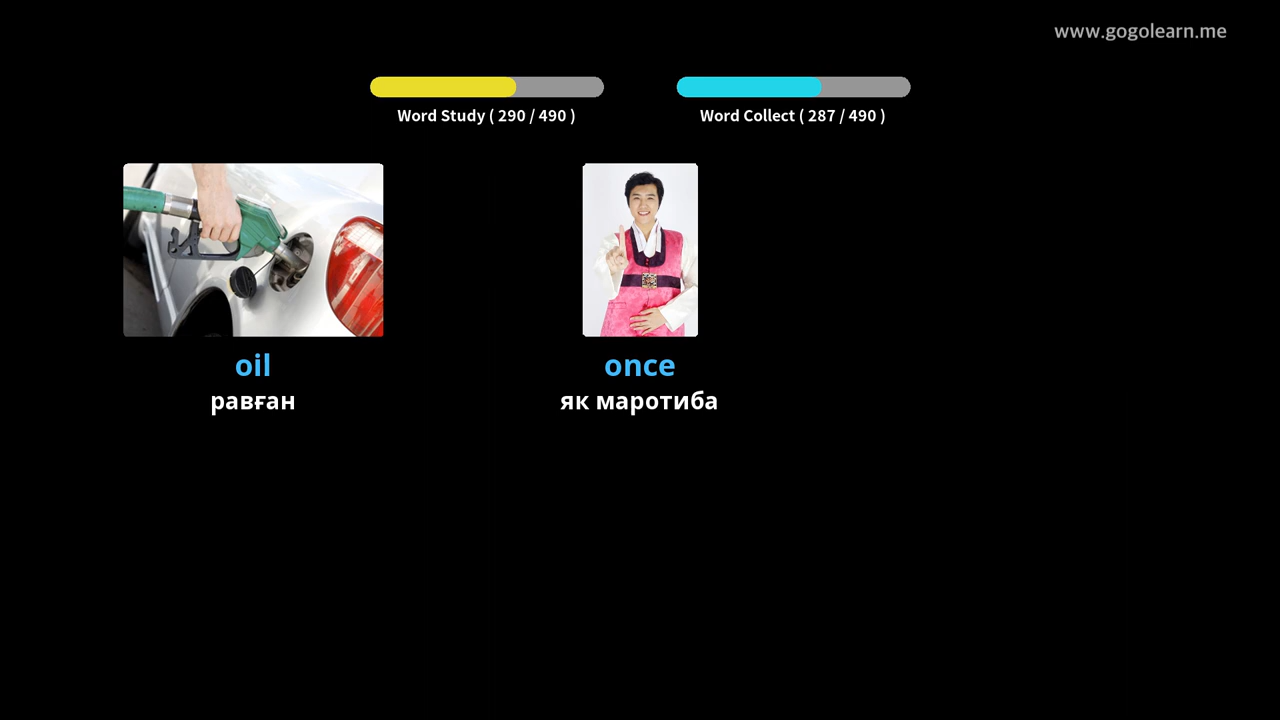 www.gogolearn.me
Word Study ( 290 / 490 )
Word Collect ( 287 / 490 )
oil
равған
once
як маротиба